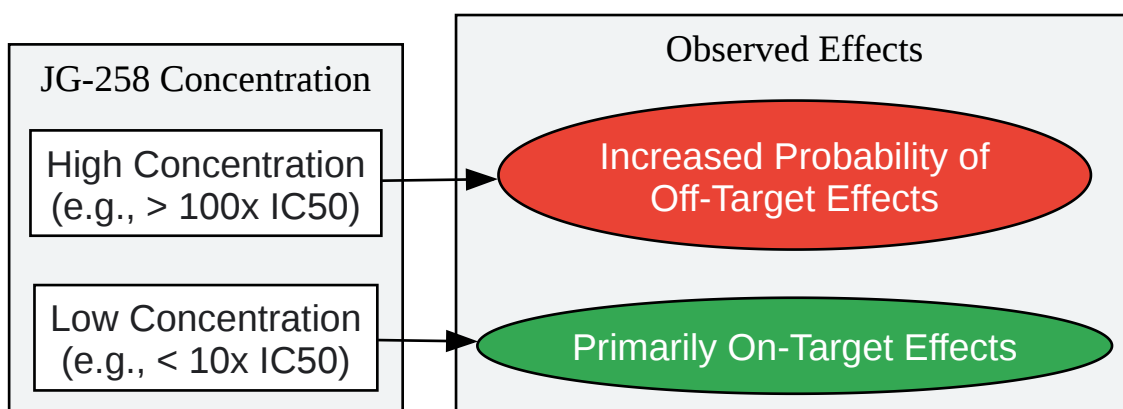 JG-258 Concentration
High Concentration
(e.g., > 100x IC50)
Low Concentration
(e.g., < 10x IC50)
Observed Effects
Increased Probability of
Off-Target Effects
Primarily On-Target Effects